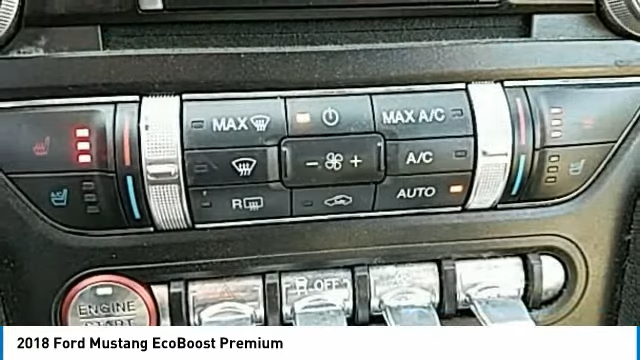 MAX
MAX A/C
- +
A/C
R
AUTO
A/C
OFF
ENGINE
START
2018 Ford Mustang EcoBoost Premium